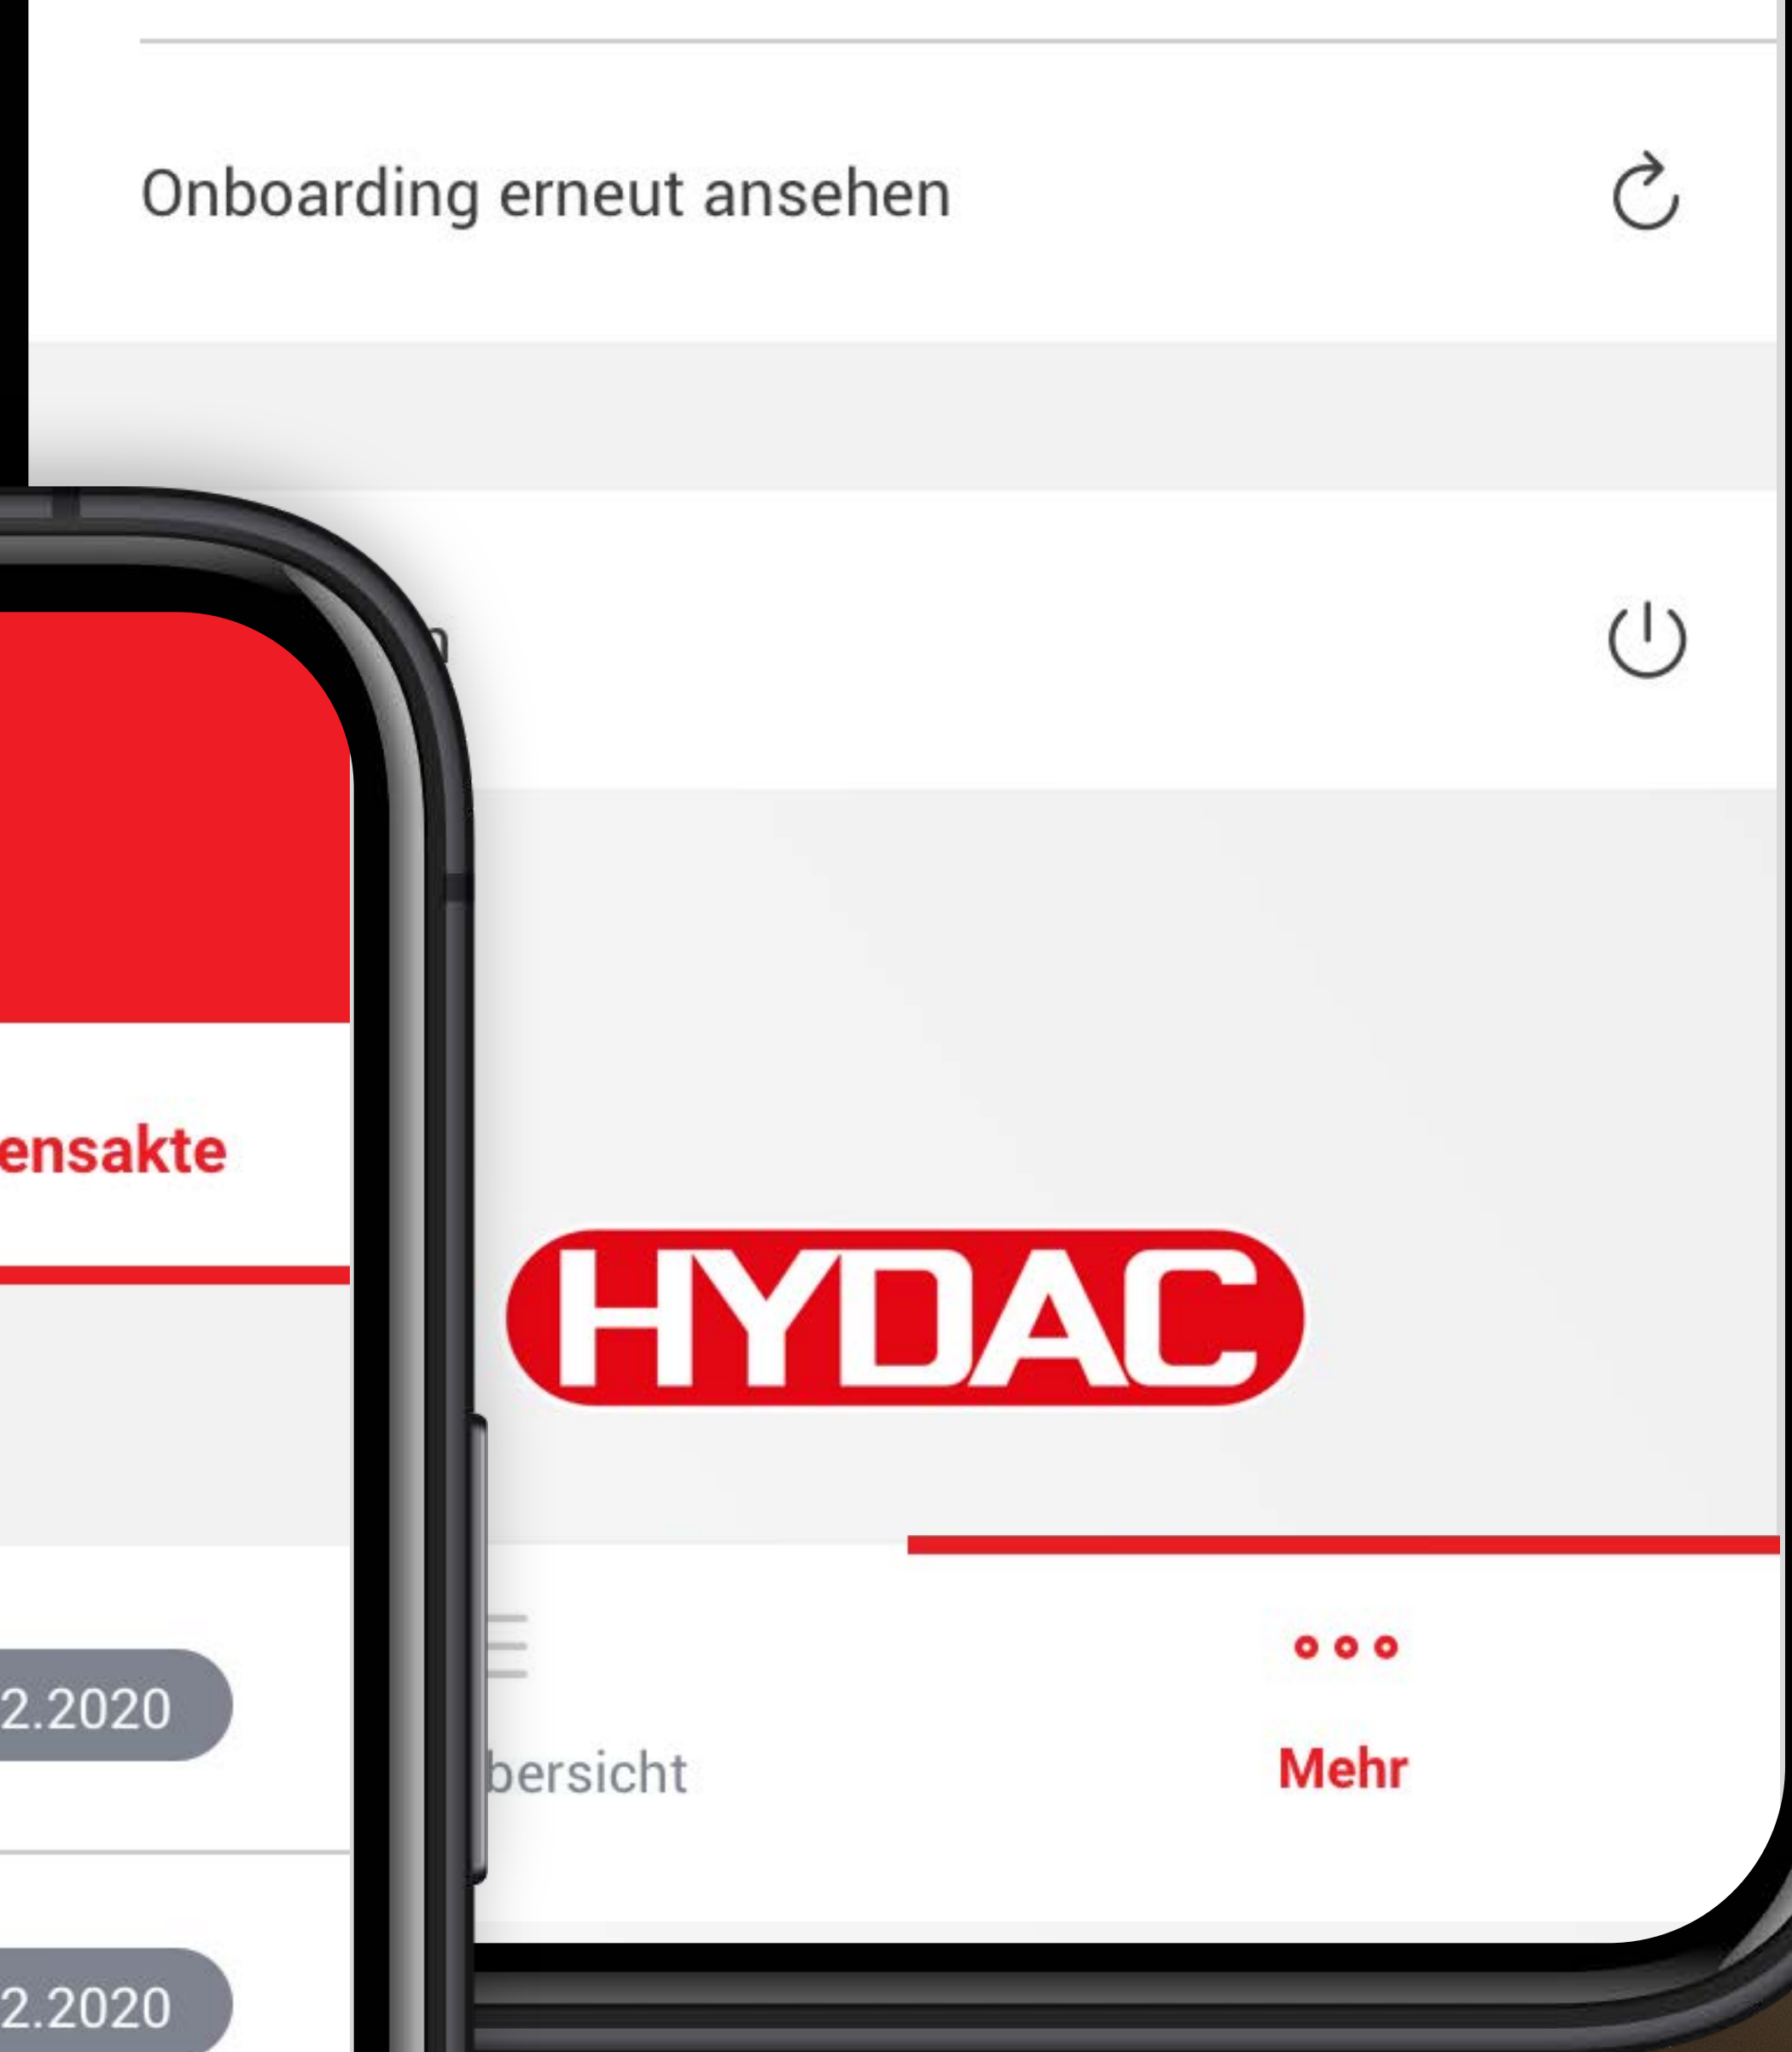 Onboarding erneut ansehen
n
ensakte
HYDAC
2.2020
bersicht
Mehr
2.2020